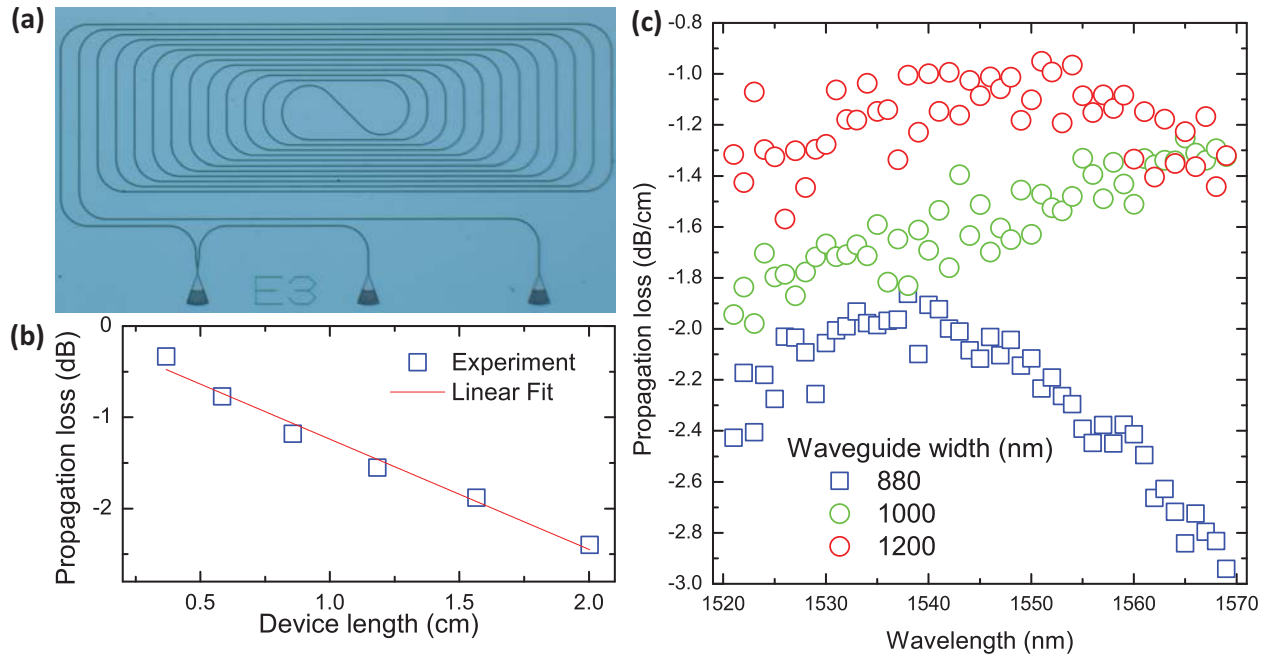 (a)
E3
(b)
Propagation loss (dB)
0
-1
-2
Experiment
Linear Fit
0.5
1.0
1.5
2.0
Device length (cm)
(c)
Propagation loss (dB/cm)
-0.8
-1.0
-1.2
-1.4
-1.6
-1.8
-2.0
-2.2
-2.4
-2.6
-2.8
-3.0
Waveguide width (nm)
880
1000
1200
1520
1530
1540
1550
1560
1570
Wavelength (nm)